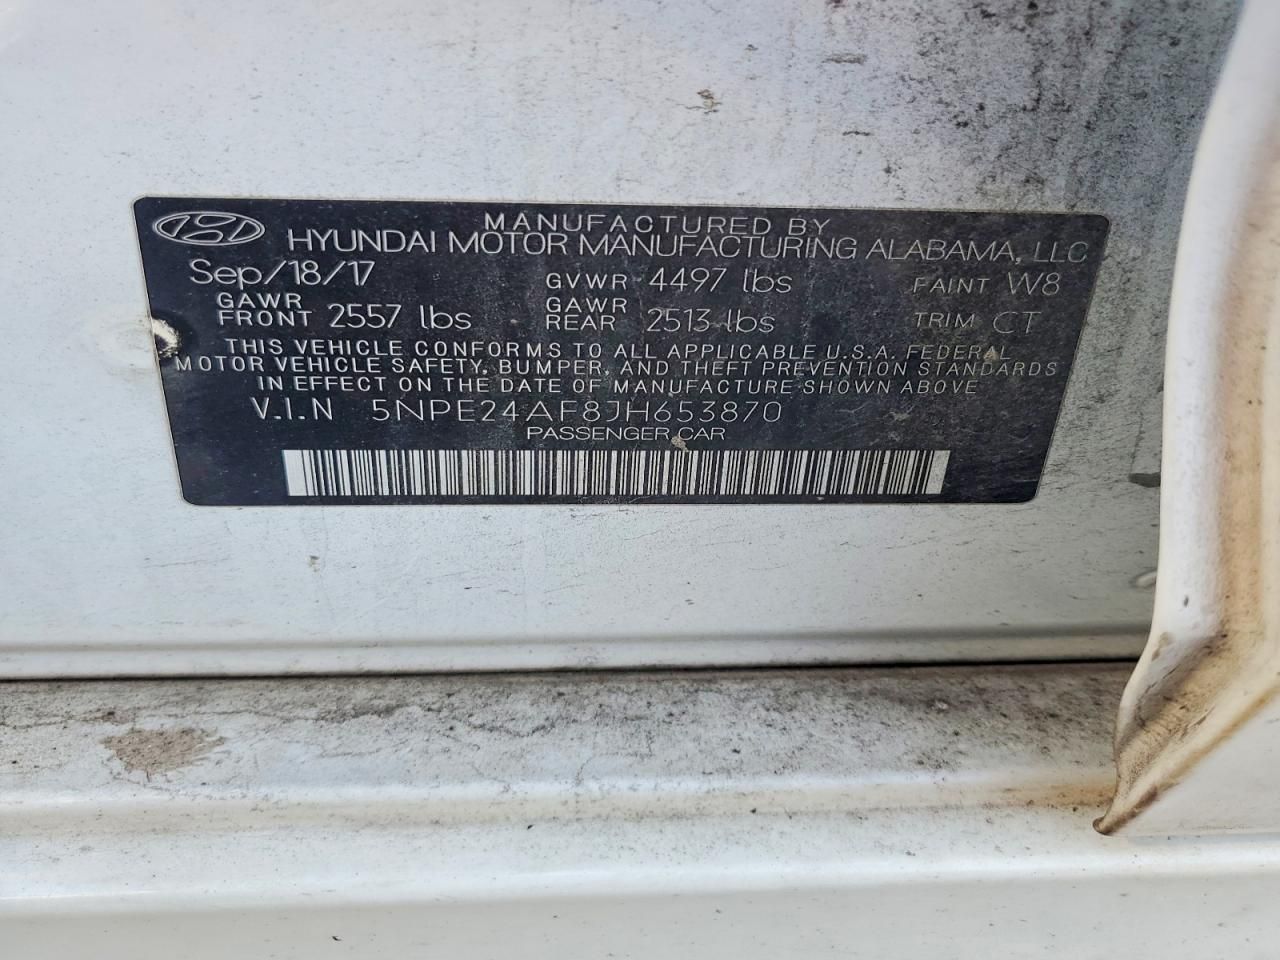 MANUFACTURED BY
HYUNDAI MOTOR MANUFACTURING ALABAMA, LLC
Sep/18/17 GVWR 4497 lbs PAINT W8
GAWR FRONT 2557 lbs GAWR REAR 2513 lbs TRIM CT
THIS VEHICLE CONFORMS TO ALL APPLICABLE U.S.A. FEDERAL
MOTOR VEHICLE SAFETY, BUMPER, AND THEFT PREVENTION STANDARDS
IN EFFECT ON THE DATE OF MANUFACTURE SHOWN ABOVE
V.I.N 5NPE24AF8JH653870
PASSENGER CAR